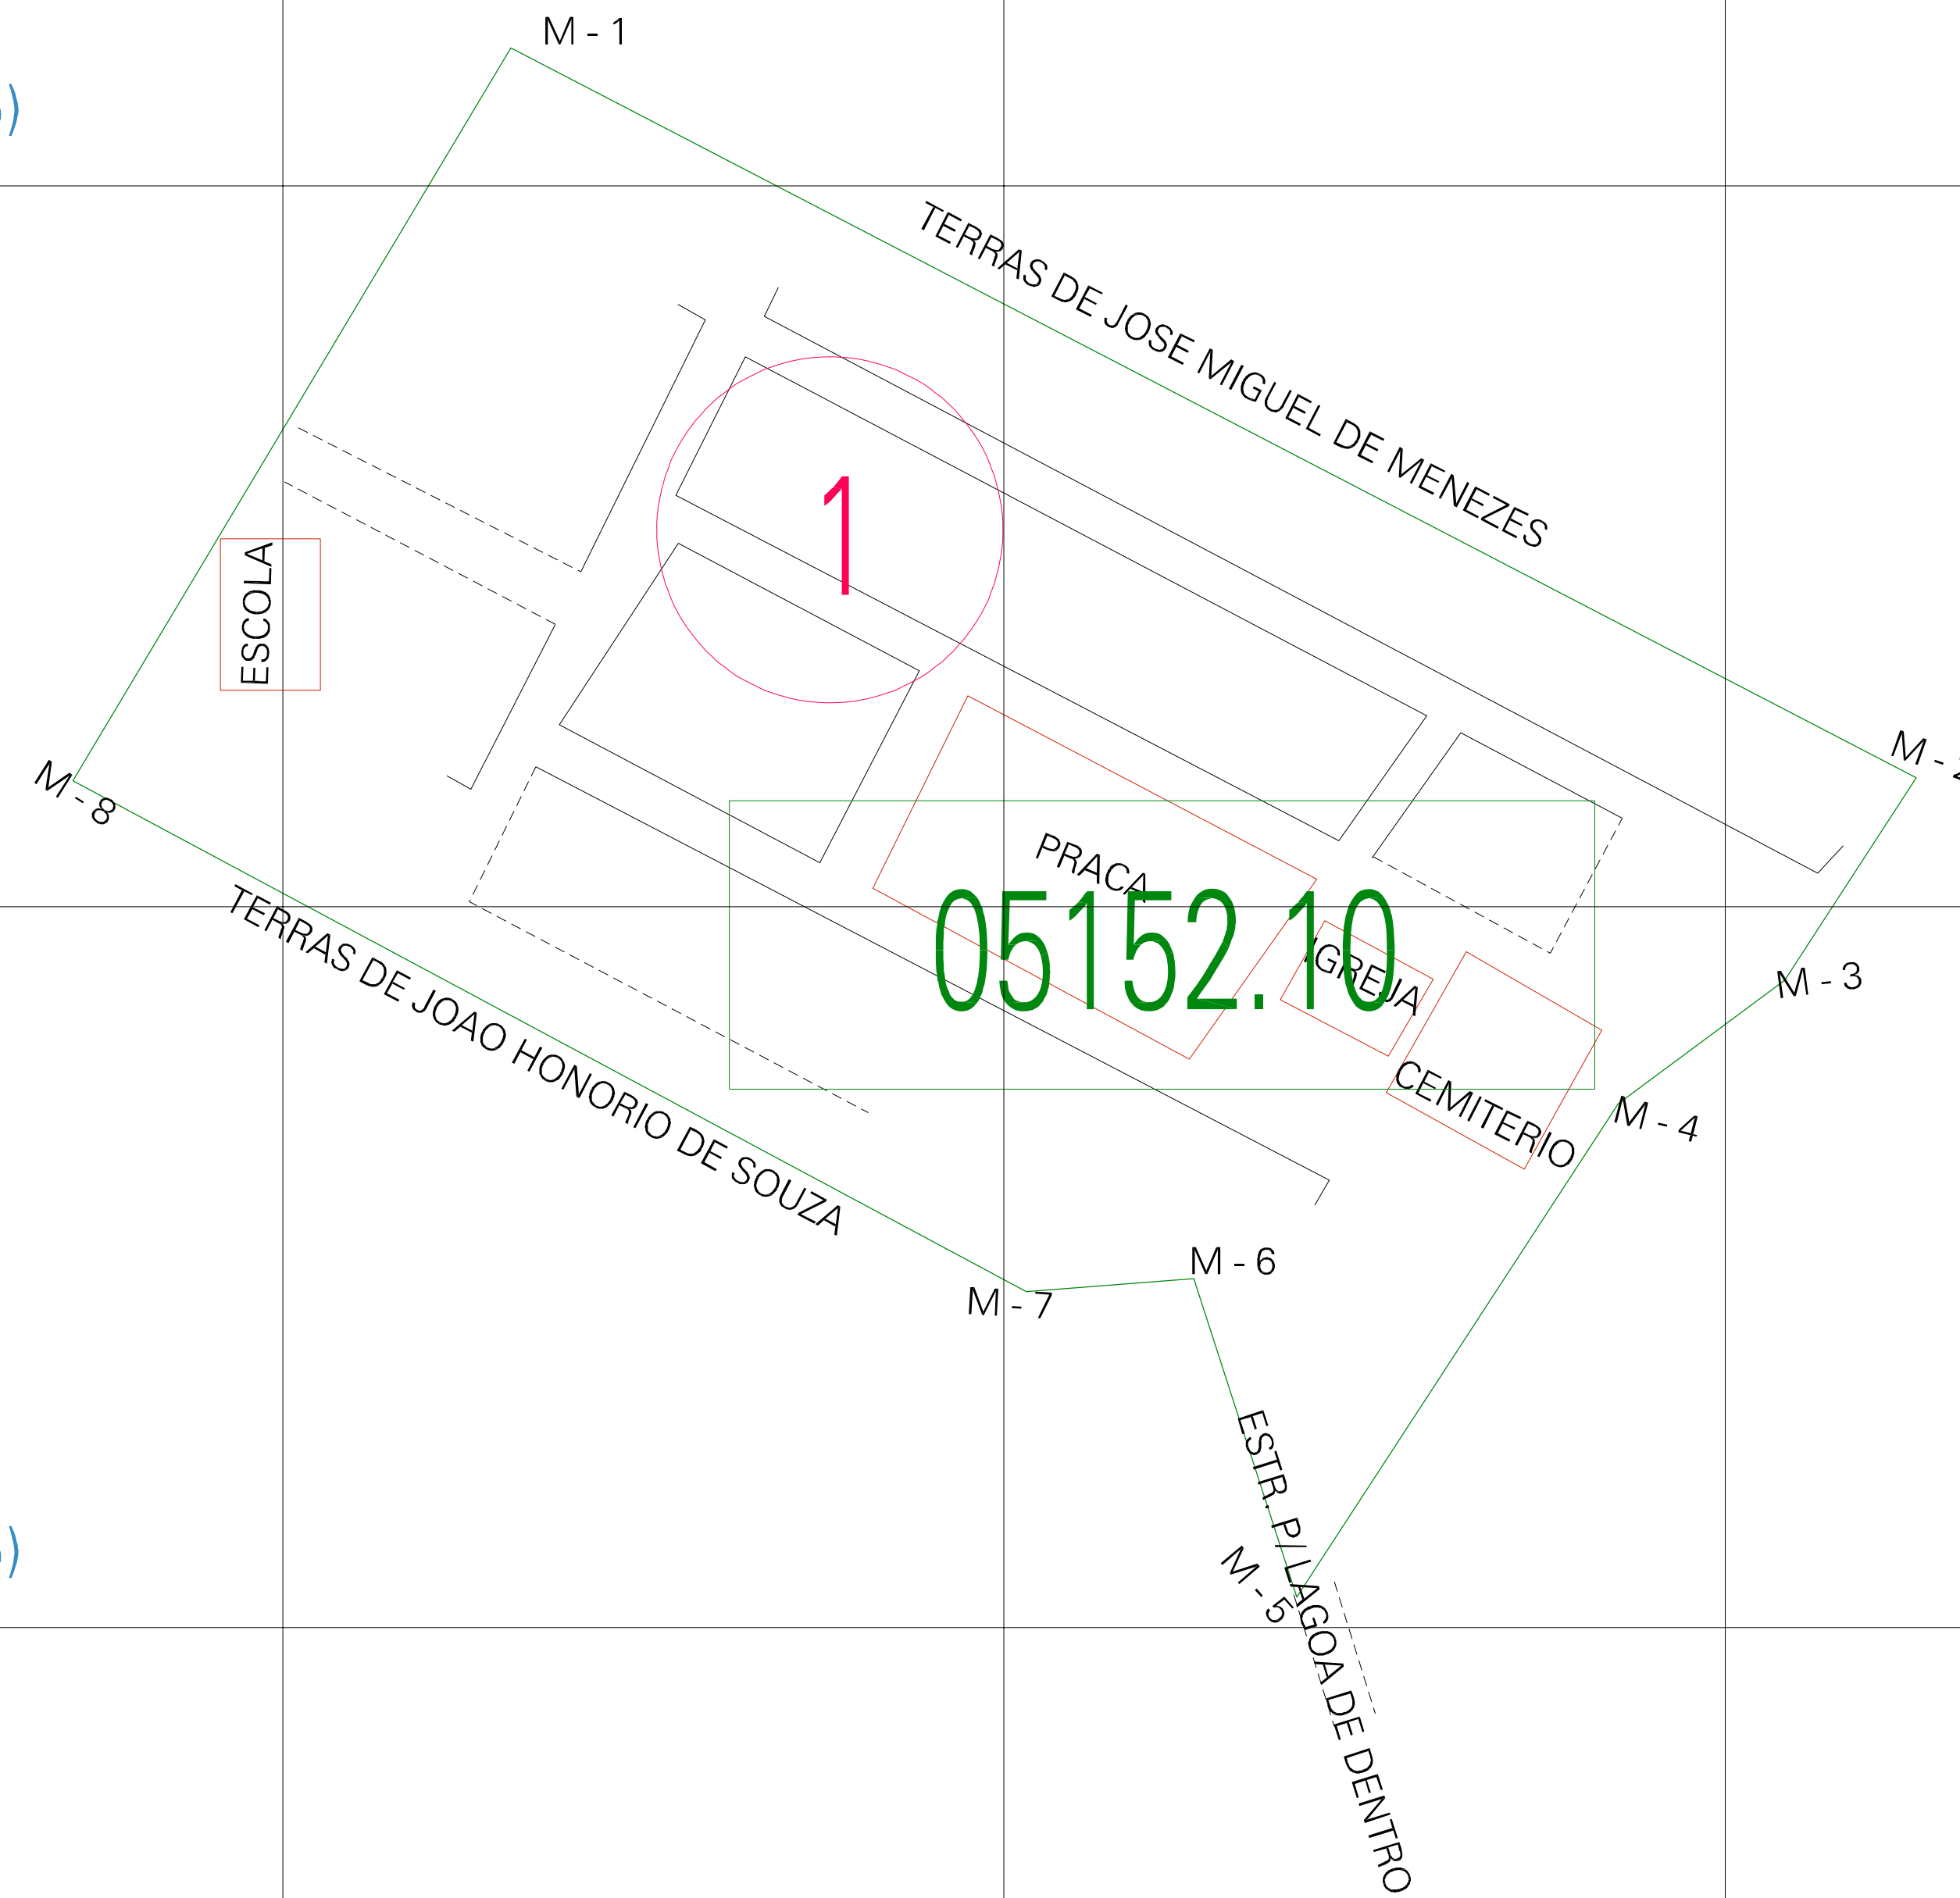 M - 1
)
TERRAS DE JOSE MIGUEL DE MENEZES
1
ESCOLA
M - 2
M - 8
PRACA
05152.10
IGREJA
M - 3
TERRAS DE JOAO HONORIO DE SOUZA
CEMITERIO
M - 4
M - 6
M - 7
ESTR. P/ LAGOA DE DENTRO
M - 5
)